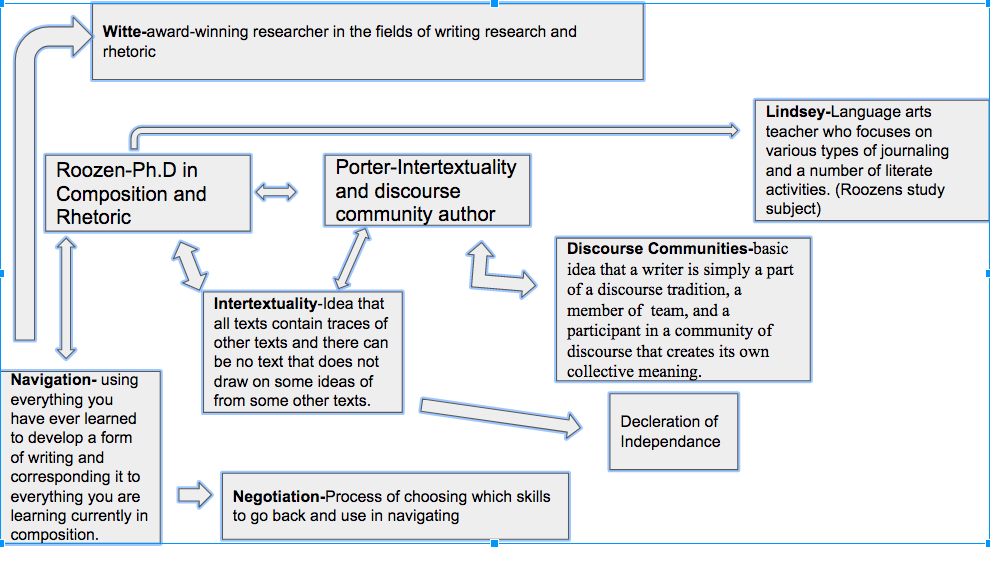 Witte-award-winning researcher in the fields of writing research and
rhetoric
Lindsey-Language arts
teacher who focuses on
various types of journaling
and a number of literate
activities. (Roozens study
subject)
Roozen-Ph.D in
Composition and
Rhetoric
Porter-Intertextuality
and discourse
community author
Discourse Communities-basic
idea that a writer is simply a part
of a discourse tradition, a
member of  team, and a
participant in a community of
discourse that creates its own
collective meaning.
Intertextuality-Idea that
all texts contain traces of
other texts and there can
be no text that does not
draw on some ideas of
from some other texts.
Navigation- using
everything you
have ever learned
to develop a form
of writing and
corresponding it to
everything you are
learning currently in
composition.
Decleration of
Independance
Negotiation-Process of choosing which skills
to go back and use in navigating